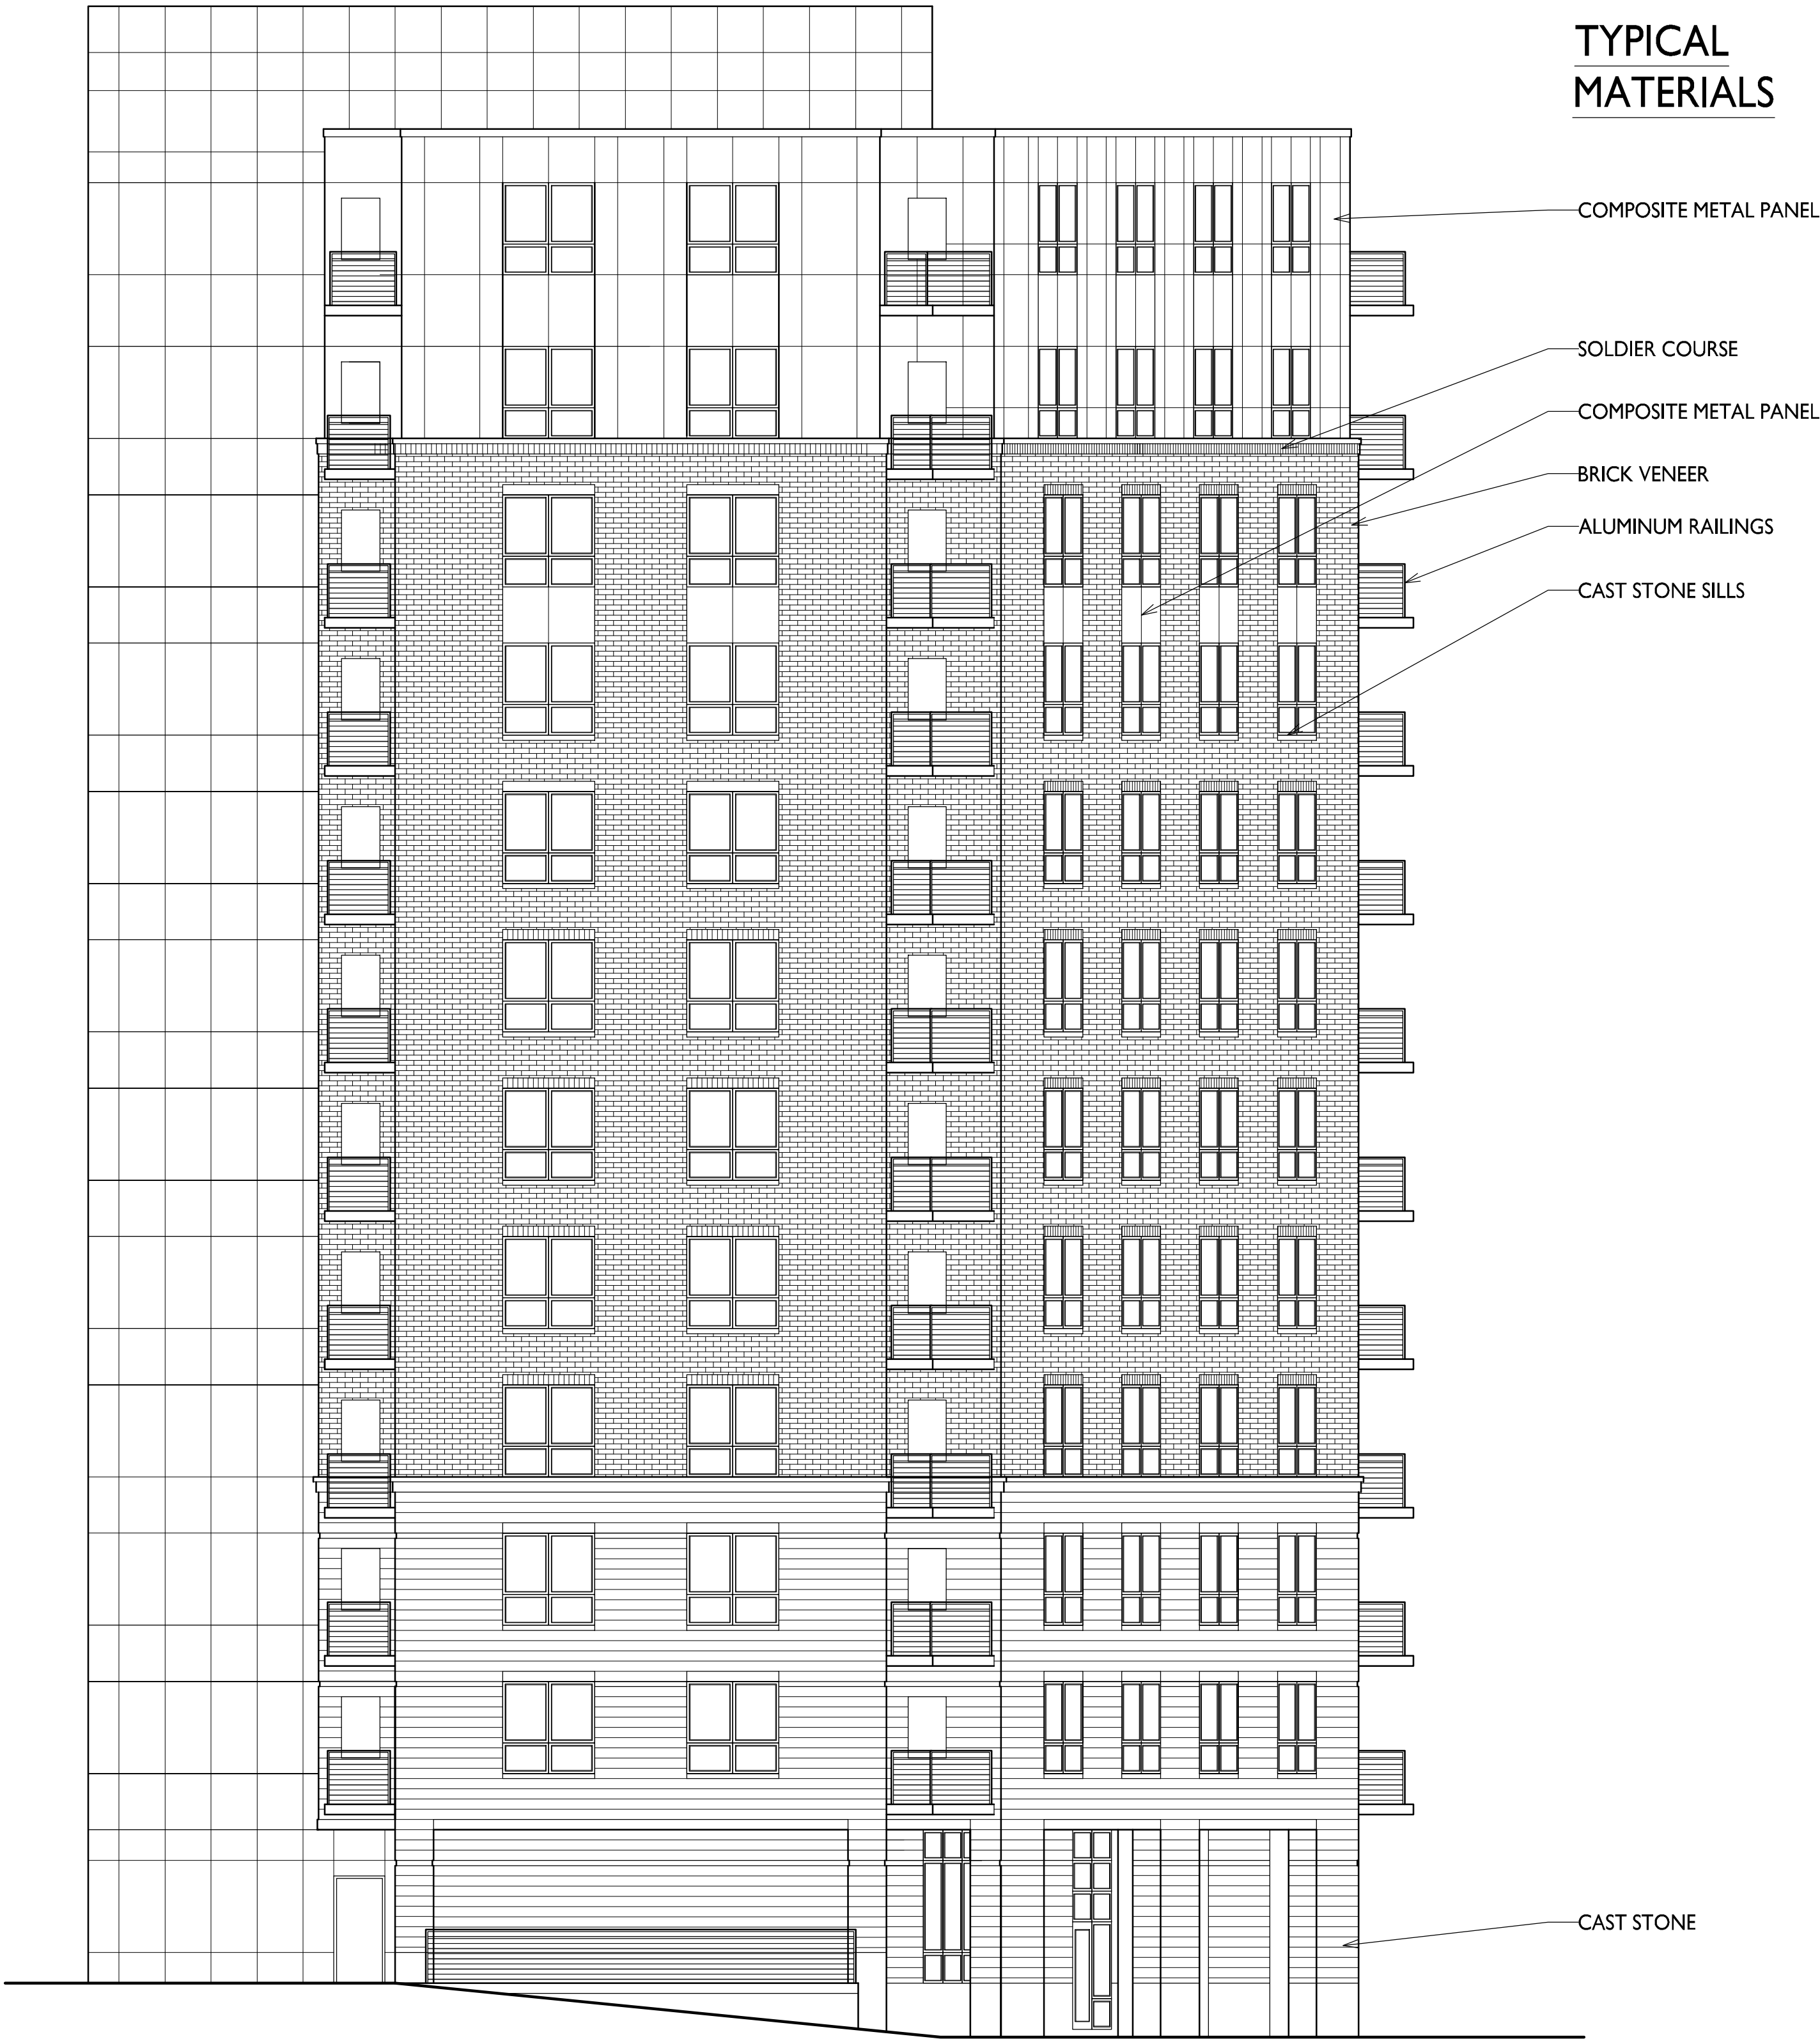 TYPICAL
MATERIALS
COMPOSITE METAL PANEL
SOLDIER COURSE
COMPOSITE METAL PANEL
BRICK VENEER
ALUMINUM RAILINGS
CAST STONE SILLS
CAST STONE